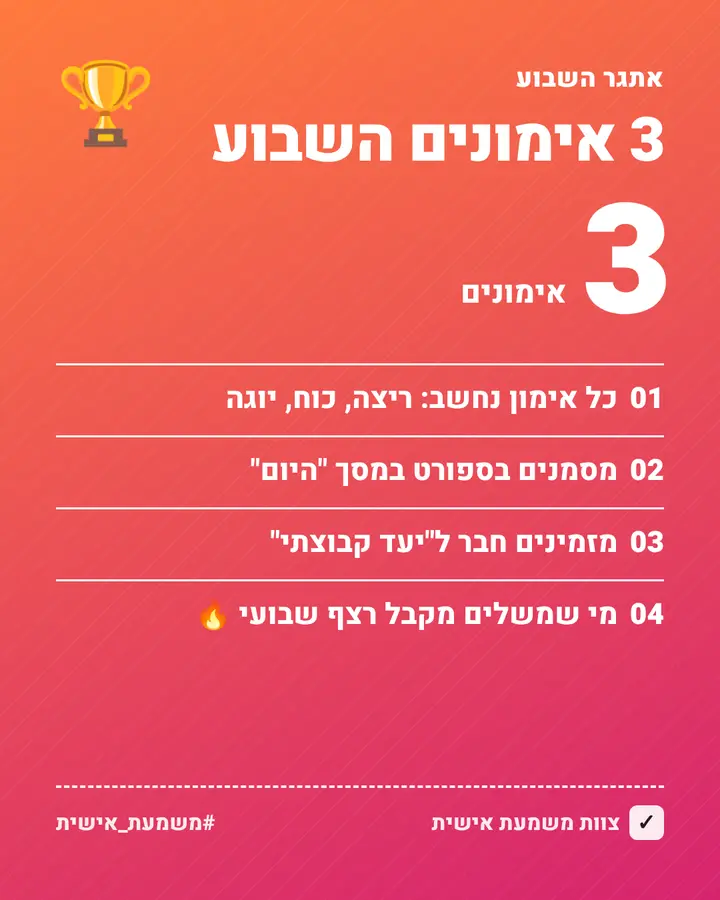 אתגר השבוע
3 אימונים השבוע
3 אימונים
01 כל אימון נחשב: ריצה, כוח, יוגה
02 מסמנים בספורט במסך "היום"
03 מזמינים חבר ל"יעד קבוצתי"
04 מי שמשלים מקבל רצף שבועי 🔥
✓ צוות משמעת אישית
#משמעת_אישית